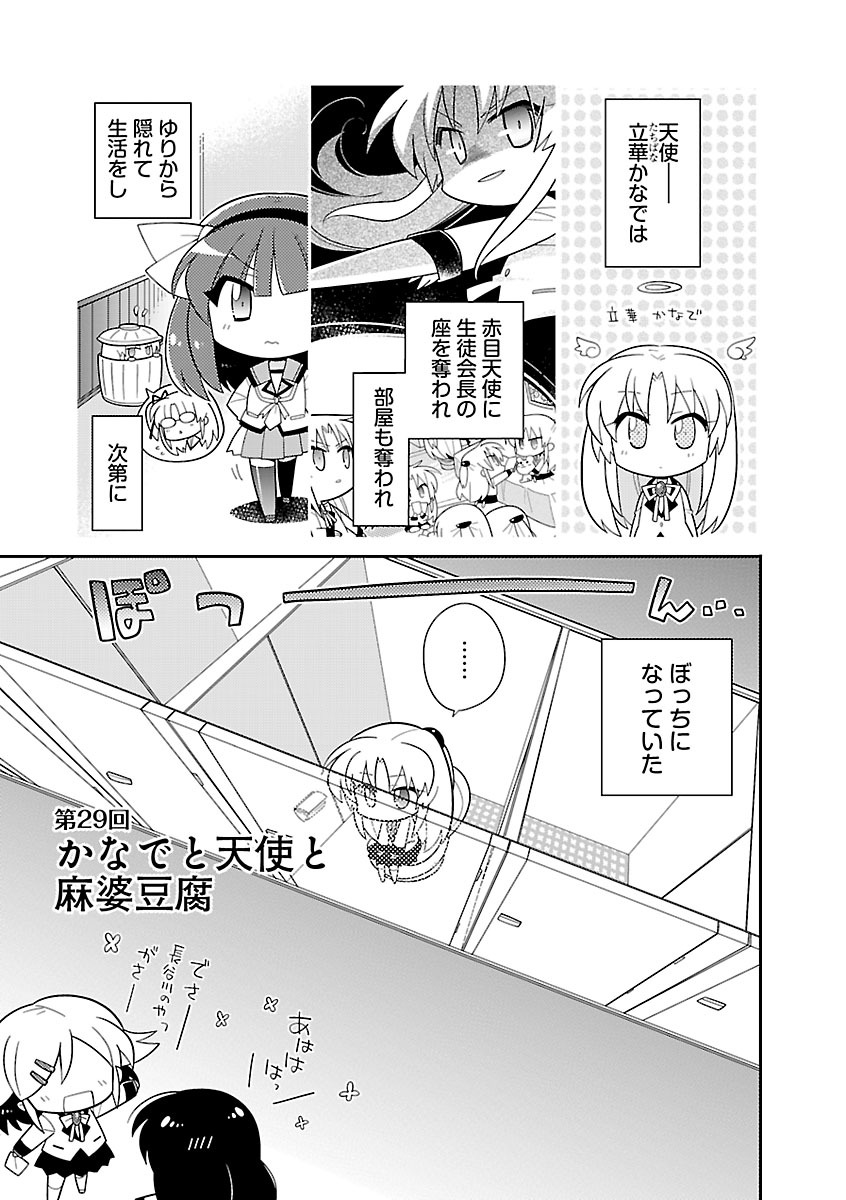 天使──
立華かなでは
たちばな
立華 かなで
赤目天使に
生徒会長の
座を奪われ
部屋も奪われ
ゆりから
隠れて
生活をし
次第に
ぽつ────ん…
……
ぼっちに
なっていた
第29回
かなでと天使と
麻婆豆腐
でさー
長谷川のやつ
がさー
あはは
はっ